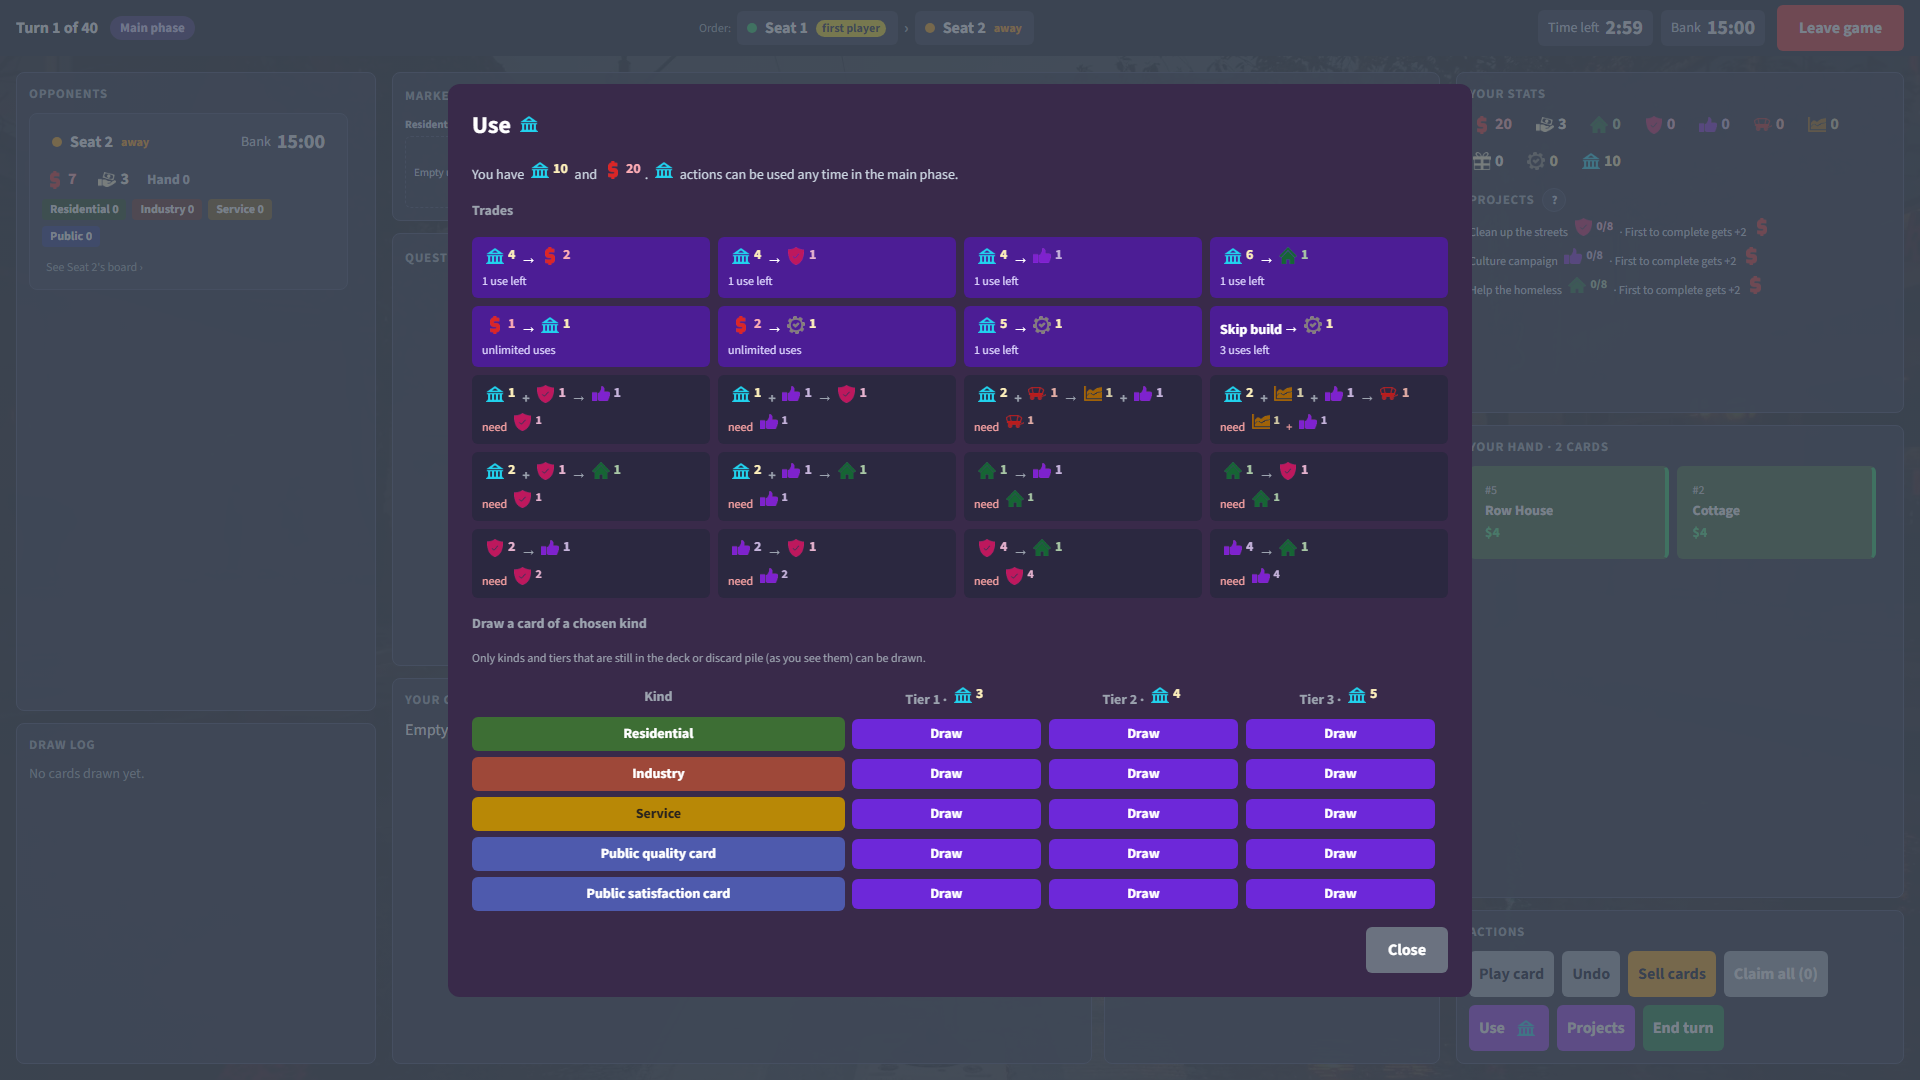 Turn 1 of 40
Main phase
Order:
Seat 1
first player
›
Seat 2
away
Time left 2:59
Bank 15:00
Leave game
OPPONENTS
Seat 2 away
Bank 15:00
7
3
Hand 0
Residential 0
Industry 0
Service 0
Public 0
See Seat 2's board ›
DRAW LOG
No cards drawn yet.
MARKE
Resident
Empty
QUEST
YOUR
Empty
Use
You have 10 and 20 . actions can be used any time in the main phase.
Trades
4 → 2
1 use left
4 → 1
1 use left
4 → 1
1 use left
6 → 1
1 use left
1 → 1
unlimited uses
2 → 1
unlimited uses
5 → 1
1 use left
Skip build → 1
3 uses left
1 + 1 → 1
need 1
1 + 1 → 1
need 1
2 + 1 → 1 + 1
need 1
2 + 1 + 1 → 1
need 1 + 1
2 + 1 → 1
need 1
2 + 1 → 1
need 1
1 → 1
need 1
1 → 1
need 1
2 → 1
need 2
2 → 1
need 2
4 → 1
need 4
4 → 1
need 4
Draw a card of a chosen kind
Only kinds and tiers that are still in the deck or discard pile (as you see them) can be drawn.
Kind
Tier 1 · 3
Tier 2 · 4
Tier 3 · 5
Residential
Draw
Draw
Draw
Industry
Draw
Draw
Draw
Service
Draw
Draw
Draw
Public quality card
Draw
Draw
Draw
Public satisfaction card
Draw
Draw
Draw
Close
YOUR STATS
20
3
0
0
0
0
0
0
0
10
PROJECTS
?
Clean up the streets 0/8 · First to complete gets +2
Culture campaign 0/8 · First to complete gets +2
Help the homeless 0/8 · First to complete gets +2
YOUR HAND · 2 CARDS
#5
Row House
$4
#2
Cottage
$4
ACTIONS
Play card
Undo
Sell cards
Claim all (0)
Use
Projects
End turn